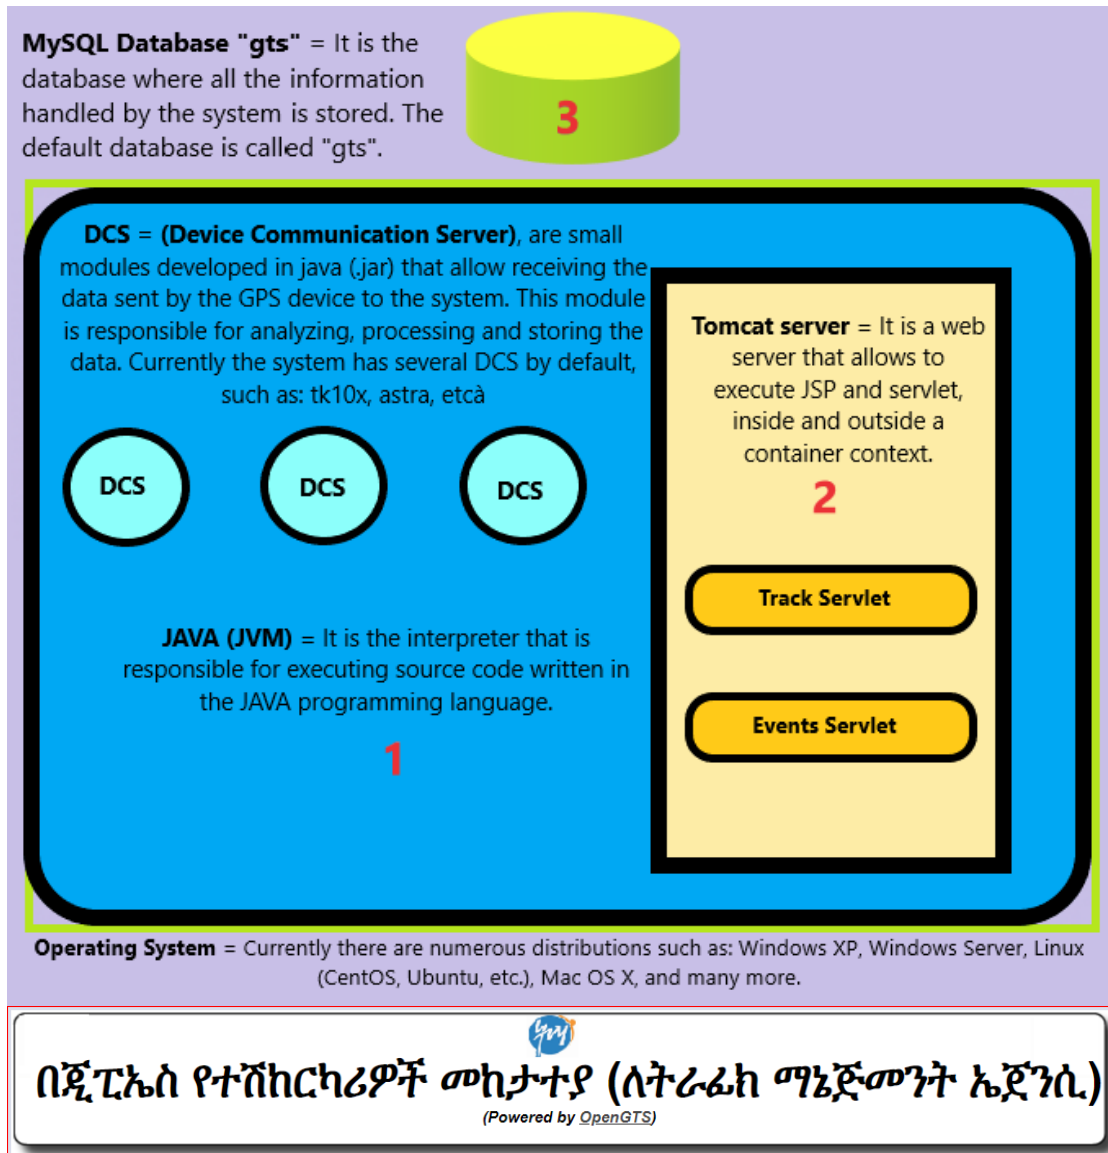 MySQL Database "gts" = It is the
database where all the information
handled by the system is stored. The
default database is called "gts".
3
DCS = (Device Communication Server), are small
modules developed in java (.jar) that allow receiving the
data sent by the GPS device to the system. This module
is responsible for analyzing, processing and storing the
data. Currently the system has several DCS by default,
such as: tk10x, astra, etcà
DCS
DCS
DCS
JAVA (JVM) = It is the interpreter that is
responsible for executing source code written in
the JAVA programming language.
1
Tomcat server = It is a web
server that allows to
execute JSP and servlet,
inside and outside a
container context.
2
Track Servlet
Events Servlet
Operating System = Currently there are numerous distributions such as: Windows XP, Windows Server, Linux
(CentOS, Ubuntu, etc.), Mac OS X, and many more.
በጂፒኤስ የተሽከርካሪዎች መከታተያ (ለትራፊክ ማኔጅመንት ኤጀንሲ)
(Powered by OpenGTS)